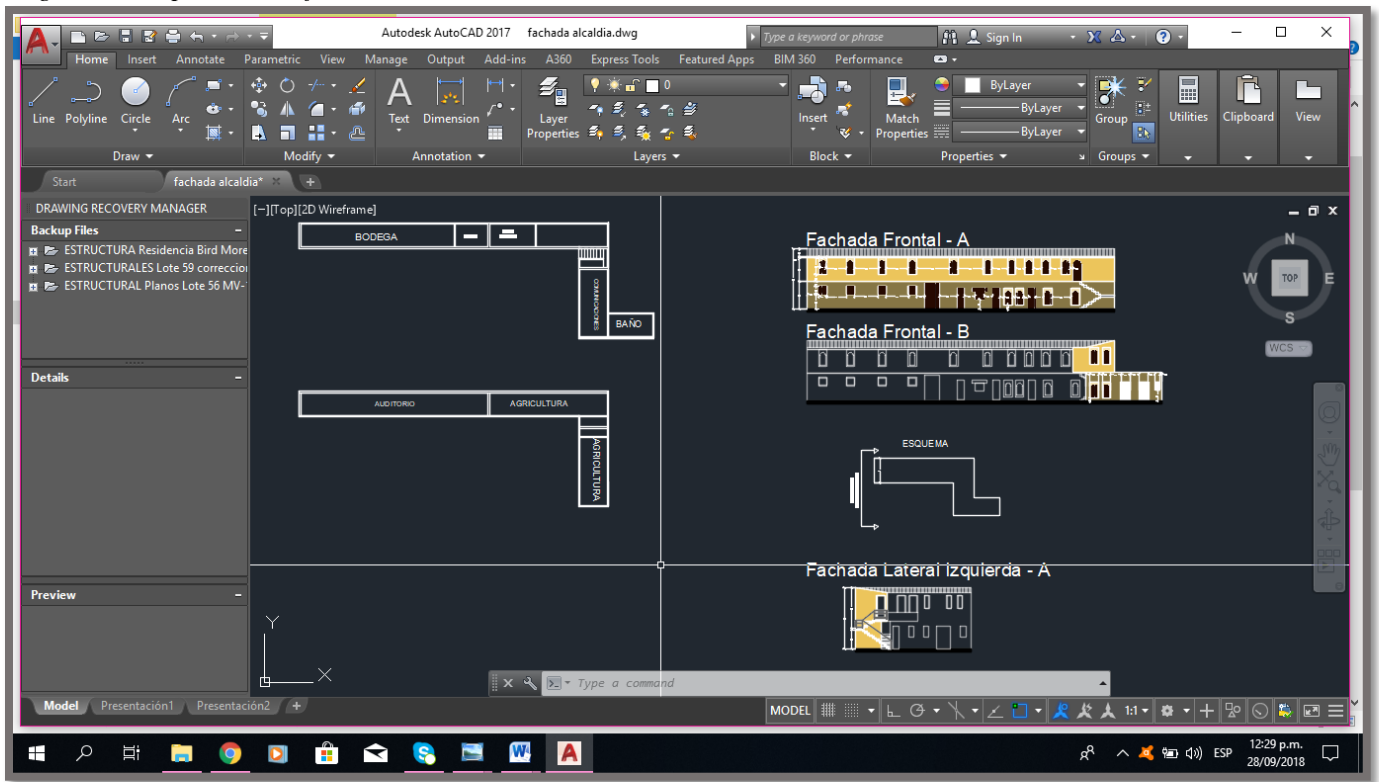 Autodesk AutoCAD 2017 fachada alcaldia.dwg
Type a keyword or phrase
Sign In
Home Insert Annotate Parametric View Manage Output Add-ins A360 Express Tools Featured Apps BIM 360 Performance
Line Polyline Circle Arc
Text Dimension
Layer Properties
0
Insert
Match Properties
ByLayer
ByLayer
ByLayer
Group
Utilities
Clipboard
View
Draw Modify Annotation Layers Block Properties Groups
Start fachada alcaldia* +
DRAWING RECOVERY MANAGER
Backup Files
ESTRUCTURA Residencia Bird More
ESTRUCTURALES Lote 59 correccio
ESTRUCTURAL Planos Lote 56 MV-
Details
Preview
[−][Top][2D Wireframe]
BODEGA
COMUNICACIONES
BAÑO
AUDITORIO AGRICULTURA
AGRICULTURA
Fachada Frontal - A
Fachada Frontal - B
ESQUEMA
Fachada Lateral Izquierda - A
N
W TOP E
S
WCS
Y
X
Type a command
Model Presentación1 Presentación2 +
MODEL 1:1
ESP
12:29 p.m.
28/09/2018